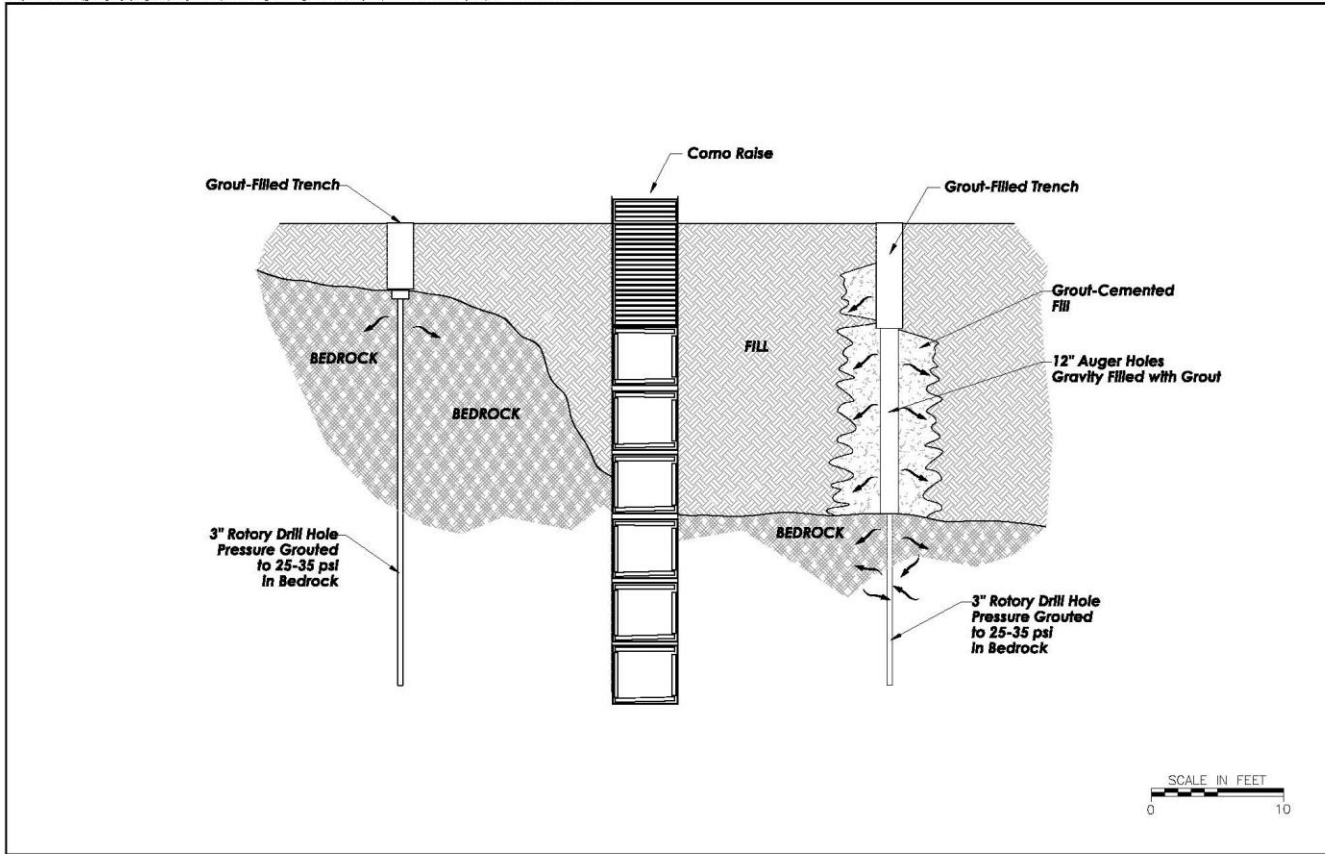 Como Raise
Grout-Filled Trench
Grout-Filled Trench
Grout-Cemented
Fill
FILL
BEDROCK
12" Auger Holes
Gravity Filled with Grout
BEDROCK
BEDROCK
3" Rotory Drill Hole
Pressure Grouted
to 25-35 psi
in Bedrock
3" Rotory Drill Hole
Pressure Grouted
to 25-35 psi
in Bedrock
SCALE IN FEET
0 10